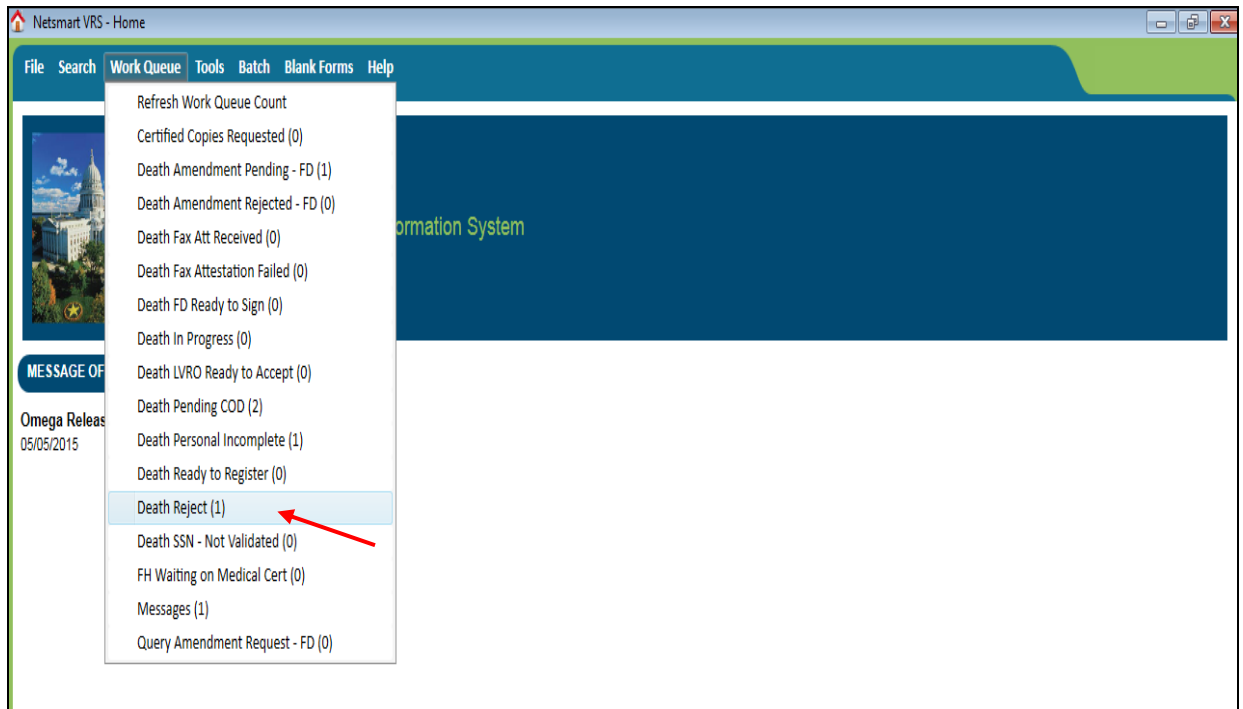 Netsmart VRS - Home
File Search Work Queue Tools Batch Blank Forms Help
Refresh Work Queue Count
Certified Copies Requested (0)
Death Amendment Pending - FD (1)
Death Amendment Rejected - FD (0)
ormation System
Death Fax Att Received (0)
Death Fax Attestation Failed (0)
Death FD Ready to Sign (0)
Death In Progress (0)
MESSAGE OF
Death LVRO Ready to Accept (0)
Death Pending COD (2)
Omega Releas
05/05/2015
Death Personal Incomplete (1)
Death Ready to Register (0)
Death Reject (1)
Death SSN - Not Validated (0)
FH Waiting on Medical Cert (0)
Messages (1)
Query Amendment Request - FD (0)